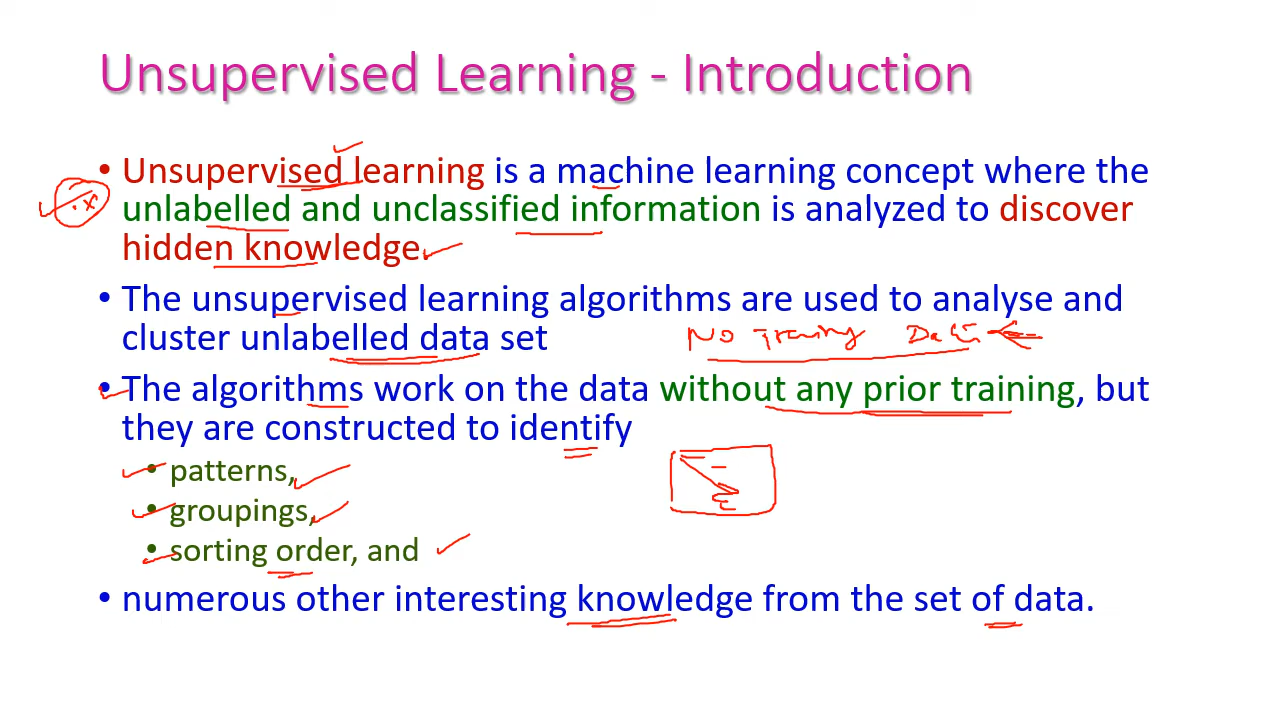 Unsupervised Learning - Introduction
• Unsupervised learning is a machine learning concept where the
unlabelled and unclassified information is analyzed to discover
hidden knowledge.
• The unsupervised learning algorithms are used to analyse and
cluster unlabelled data set
No Training Data
• The algorithms work on the data without any prior training, but
they are constructed to identify
• patterns,
• groupings,
• sorting order, and
• numerous other interesting knowledge from the set of data.